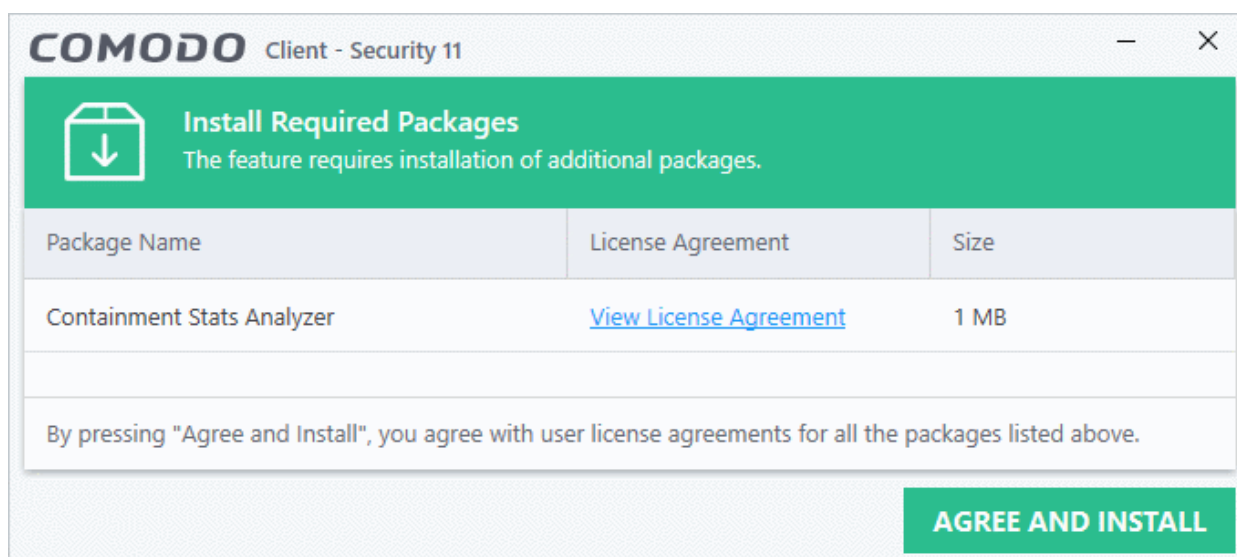 COMODO Client - Security 11
Install Required Packages
The feature requires installation of additional packages.
Package Name License Agreement Size
Containment Stats Analyzer View License Agreement 1 MB
By pressing "Agree and Install", you agree with user license agreements for all the packages listed above.
AGREE AND INSTALL